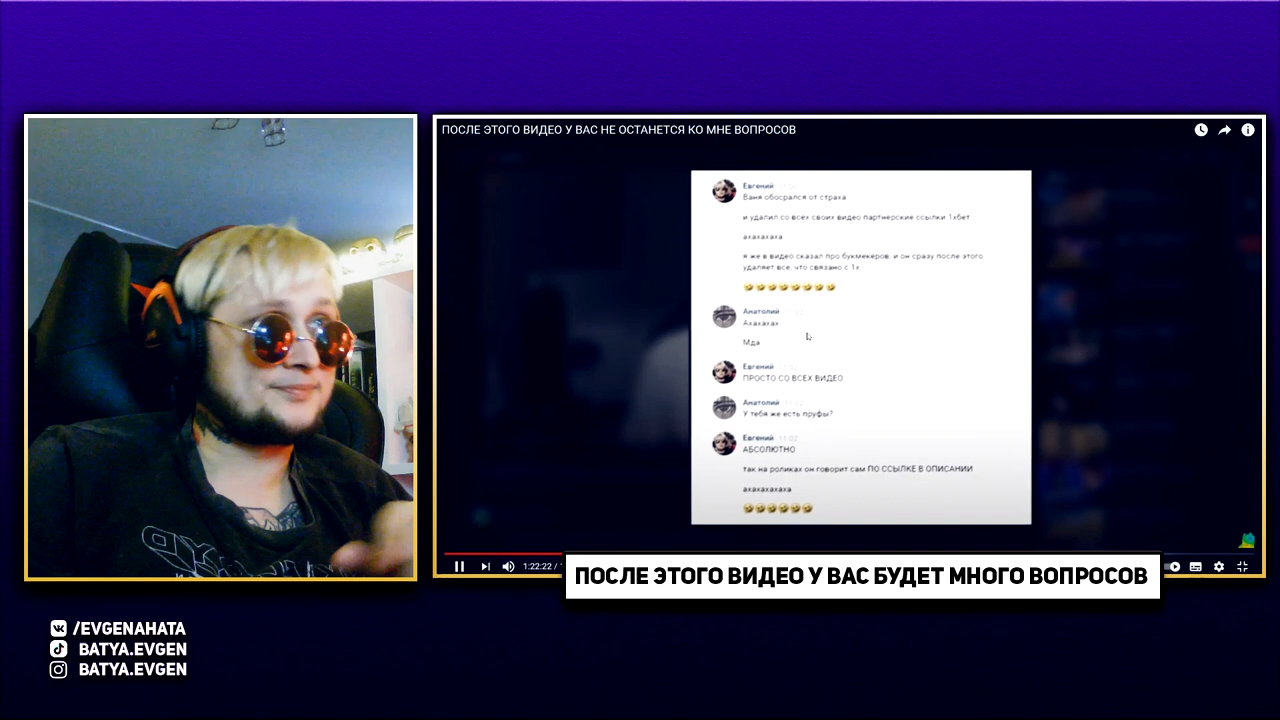 ПОСЛЕ ЭТОГО ВИДЕО У ВАС НЕ ОСТАНЕТСЯ КО МНЕ ВОПРОСОВ
Евгений
Ваня обосрался от страха
и удалил со всех своих видео партнерские ссылки 1хбет
ахахахаха
я же в видео сказал про букмекеров, и он сразу после этого
удаляет все, что связано с 1х
Анатолий
Ахахахах
Мда
Евгений
ПРОСТО СО ВСЕХ ВИДЕО
Анатолий 11:02
У тебя же есть пруфы?
Евгений 11:02
АБСОЛЮТНО
так на роликах он говорит сам ПО ССЫЛКЕ В ОПИСАНИИ
ахахахахаха
1:22:22 /
ПОСЛЕ ЭТОГО ВИДЕО У ВАС БУДЕТ МНОГО ВОПРОСОВ
/EVGENAHATA
BATYA.EVGEN
BATYA.EVGEN